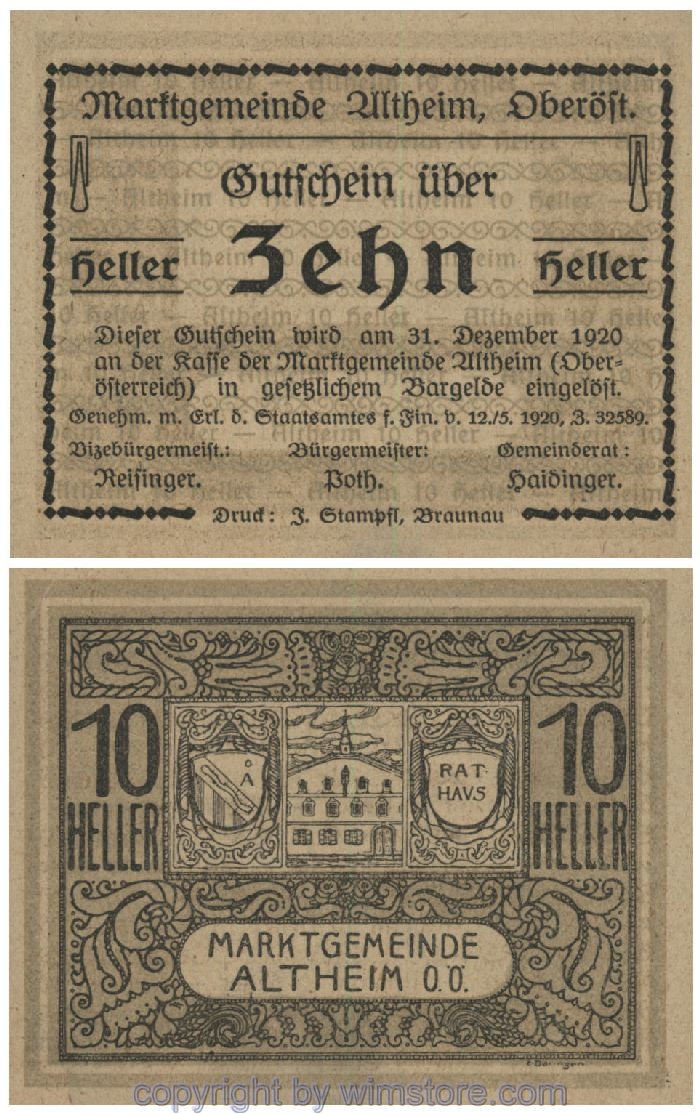 Marktgemeinde Altheim, Oberöst.
Gutschein über
Heller Zehn Heller
Dieser Gutschein wird am 31. Dezember 1920
an der Kasse der Marktgemeinde Altheim (Ober-
österreich) in gesetzlichem Bargelde eingelöst.
Genehm. m. Erl. d. Staatsamtes f. Fin. v. 12./5. 1920, Z. 32589.
Vizebürgermeist.: Bürgermeister: Gemeinderat:
Reisinger. Poth. Haidinger.
Druck: J. Stampfl, Braunau
10 10
HELLER HELLER
A
RAT-
HAUS
MARKTGEMEINDE
ALTHEIM O.Ö.
copyright by wimstore.com